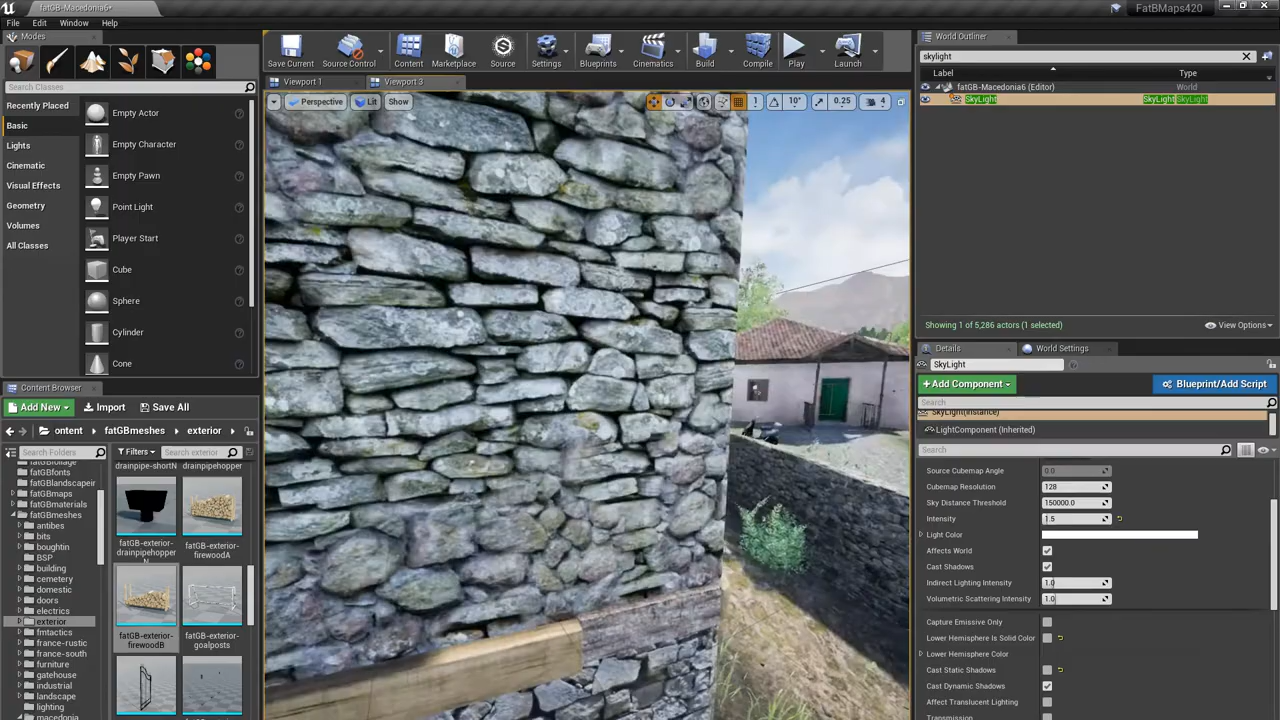 fatGB-Macedonia6*
FatBMaps420
File Edit Window Help
Modes
Search Classes
Recently Placed
Basic
Lights
Cinematic
Visual Effects
Geometry
Volumes
All Classes
Empty Actor
Empty Character
Empty Pawn
Point Light
Player Start
Cube
Sphere
Cylinder
Cone
Content Browser
Add New Import Save All
ontent fatGBmeshes exterior
Search Folders
Filters Search exterior
fatGBfoliage
fatGBfonts
fatGBlandscapeir
fatGBmaps
fatGBmaterials
fatGBmeshes
antibes
bits
boughtin
BSP
building
cemetery
domestic
doors
electrics
exterior
fmtactics
france-rustic
france-south
furniture
gatehouse
industrial
landscape
lighting
macedonia
drainpipe-shortN drainpipehopper
fatGB-exterior-drainpipehopperN
fatGB-exterior-firewoodA
fatGB-exterior-firewoodB
fatGB-exterior-goalposts
Save Current Source Control Content Marketplace Source Settings Blueprints Cinematics Build Compile Play Launch
Viewport 1 Viewport 3
Perspective Lit Show
1 10° 0.25 4
World Outliner
skylight
Label Type
fatGB-Macedonia6 (Editor) World
SkyLight SkyLight SkyLight
Showing 1 of 5,286 actors (1 selected) View Options
Details World Settings
SkyLight
Add Component Blueprint/Add Script
Search
SkyLight(Instance)
LightComponent (Inherited)
Search
Source Cubemap Angle 0.0
Cubemap Resolution 128
Sky Distance Threshold 150000.0
Intensity 1.5
Light Color
Affects World
Cast Shadows
Indirect Lighting Intensity 1.0
Volumetric Scattering Intensity 1.0
Capture Emissive Only
Lower Hemisphere Is Solid Color
Lower Hemisphere Color
Cast Static Shadows
Cast Dynamic Shadows
Affect Translucent Lighting
Transmission